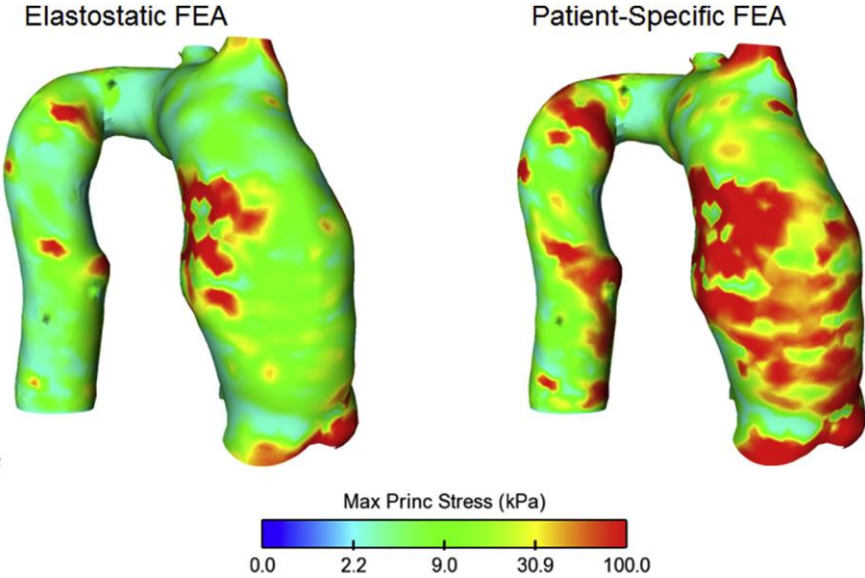 Elastostatic FEA
Patient-Specific FEA
Max Princ Stress (kPa)
0.0 2.2 9.0 30.9 100.0